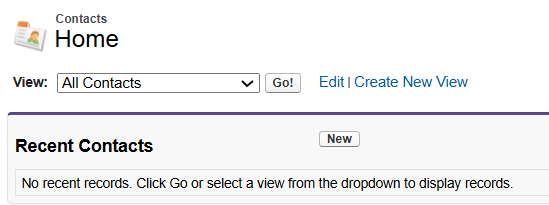 Contacts
Home
View: All Contacts Go! Edit | Create New View
Recent Contacts New
No recent records. Click Go or select a view from the dropdown to display records.